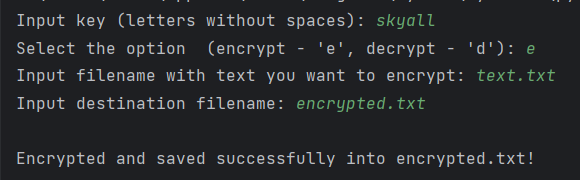 Input key (letters without spaces): skyall
Select the option  (encrypt - 'e', decrypt - 'd'): e
Input filename with text you want to encrypt: text.txt
Input destination filename: encrypted.txt
Encrypted and saved successfully into encrypted.txt!